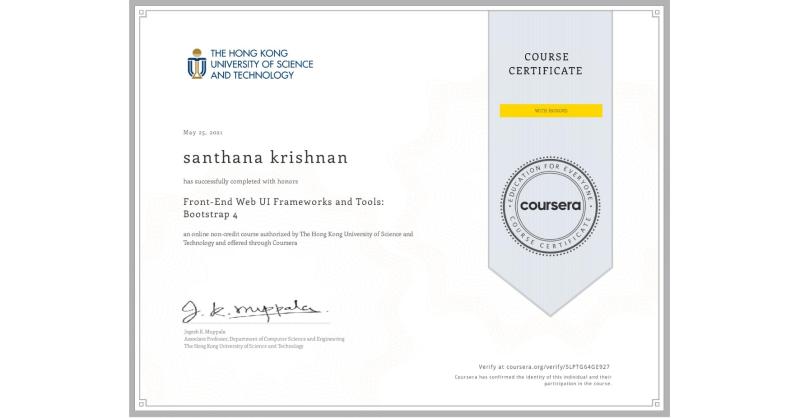 THE HONG KONG
UNIVERSITY OF SCIENCE
AND TECHNOLOGY
COURSE
CERTIFICATE
WITH HONORS
May 25, 2021
santhana krishnan
has successfully completed with honors
Front-End Web UI Frameworks and Tools:
Bootstrap 4
an online non-credit course authorized by The Hong Kong University of Science and
Technology and offered through Coursera
EDUCATION FOR EVERYONE
coursera
COURSE CERTIFICATE
J. K. Muppala
Jogesh K. Muppala
Associate Professor, Department of Computer Science and Engineering
The Hong Kong University of Science and Technology
Verify at coursera.org/verify/SLPTG64GE927
Coursera has confirmed the identity of this individual and their
participation in the course.